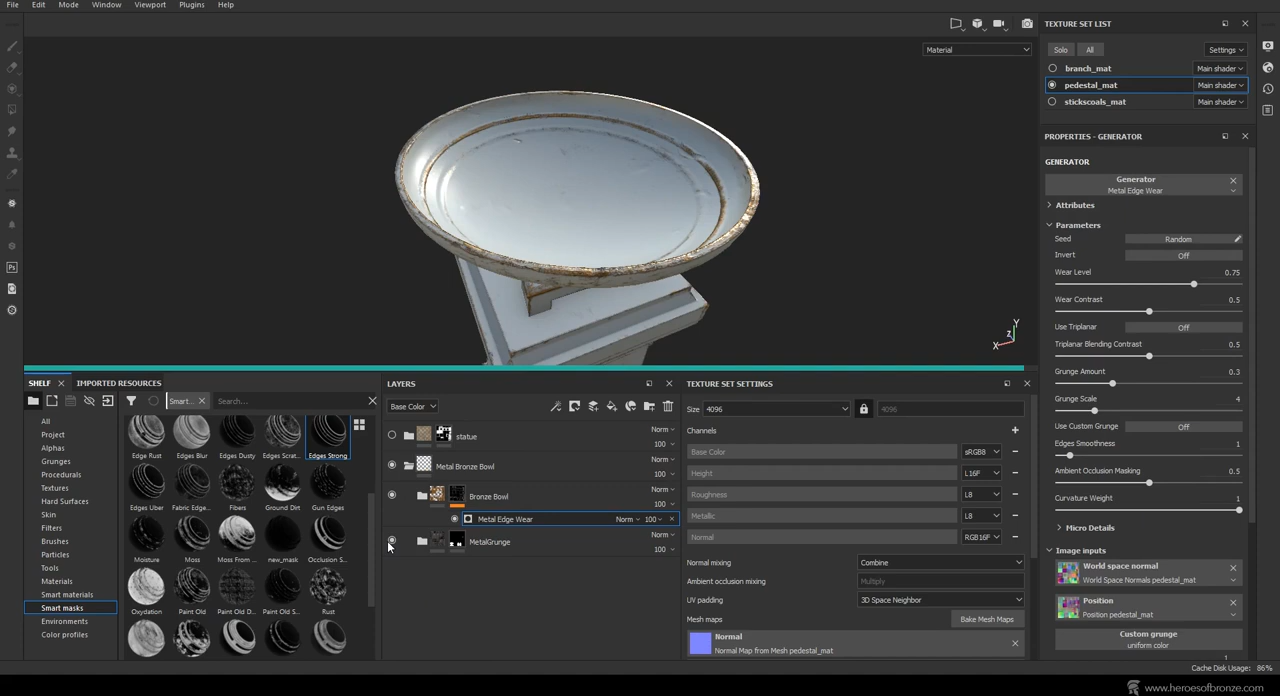 File Edit Mode Window Viewport Plugins Help
Material
TEXTURE SET LIST
Solo All Settings
branch_mat Main shader
pedestal_mat Main shader
stickscoals_mat Main shader
PROPERTIES - GENERATOR
GENERATOR
Generator
Metal Edge Wear
Attributes
Parameters
Seed Random
Invert Off
Wear Level 0.75
Wear Contrast 0.5
Use Triplanar Off
Triplanar Blending Contrast 0.5
Grunge Amount 0.3
Grunge Scale 4
Use Custom Grunge Off
Edges Smoothness 1
Ambient Occlusion Masking 0.5
Curvature Weight 1
Micro Details
Image inputs
World space normal
World Space Normals pedestal_mat
Position
Position pedestal_mat
Custom grunge
uniform color
Y
Z
X
SHELF IMPORTED RESOURCES
Smart... Search...
All
Project
Alphas
Grunges
Procedurals
Textures
Hard Surfaces
Skin
Filters
Brushes
Particles
Tools
Materials
Smart materials
Smart masks
Environments
Color profiles
Edge Rust Edges Blur Edges Dusty Edges Scrat... Edges Strong
Edges Uber Fabric Edge... Fibers Ground Dirt Gun Edges
Moisture Moss Moss From ... new_mask Occlusion S...
Oxydation Paint Old Paint Old D... Paint Old S... Rust
LAYERS
Base Color
statue Norm 100
Metal Bronze Bowl Norm 100
Bronze Bowl Norm 100
Metal Edge Wear Norm 100
MetalGrunge Norm 100
TEXTURE SET SETTINGS
Size 4096 4096
Channels
Base Color sRGB8
Height L16F
Roughness L8
Metallic L8
Normal RGB16F
Normal mixing Combine
Ambient occlusion mixing Multiply
UV padding 3D Space Neighbor
Mesh maps Bake Mesh Maps
Normal
Normal Map from Mesh pedestal_mat
Cache Disk Usage: 86%
www.heroesofbronze.com